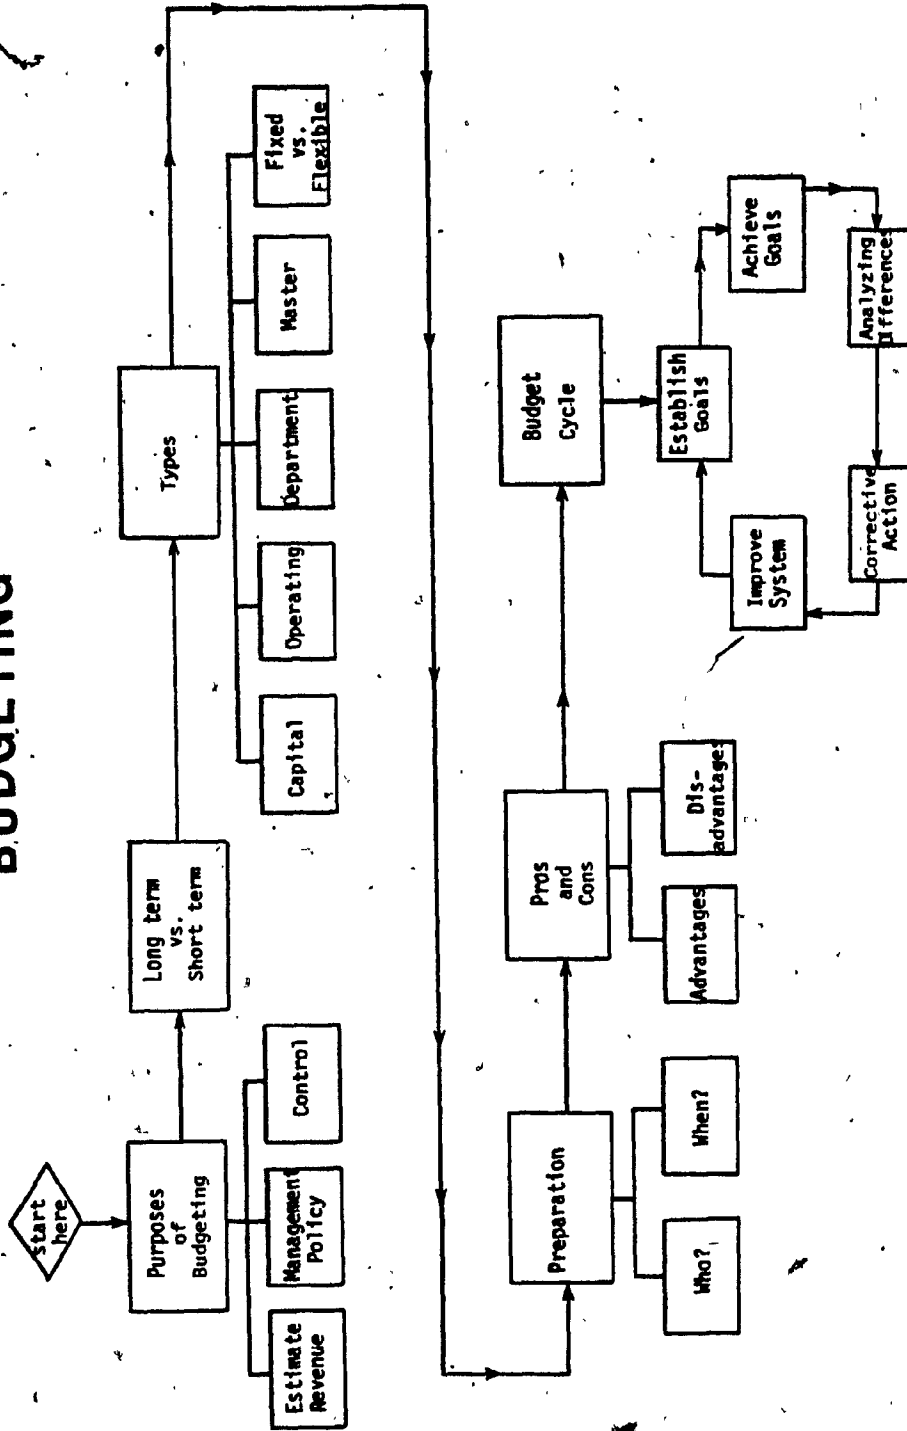 BUDGETING
start
here
Purposes
of
Budgeting
Long term
vs.
Short term
Types
Estimate
Revenue
Management
Policy
Control
Capital
Operating
Department
Master
Fixed
vs.
Flexible
Preparation
Pros
and
Cons
Budget
Cycle
Who?
When?
Advantages
Dis-
advantages
Establish
Goals
Achieve
Goals
Analyzing
Differences
Corrective
Action
Improve
System